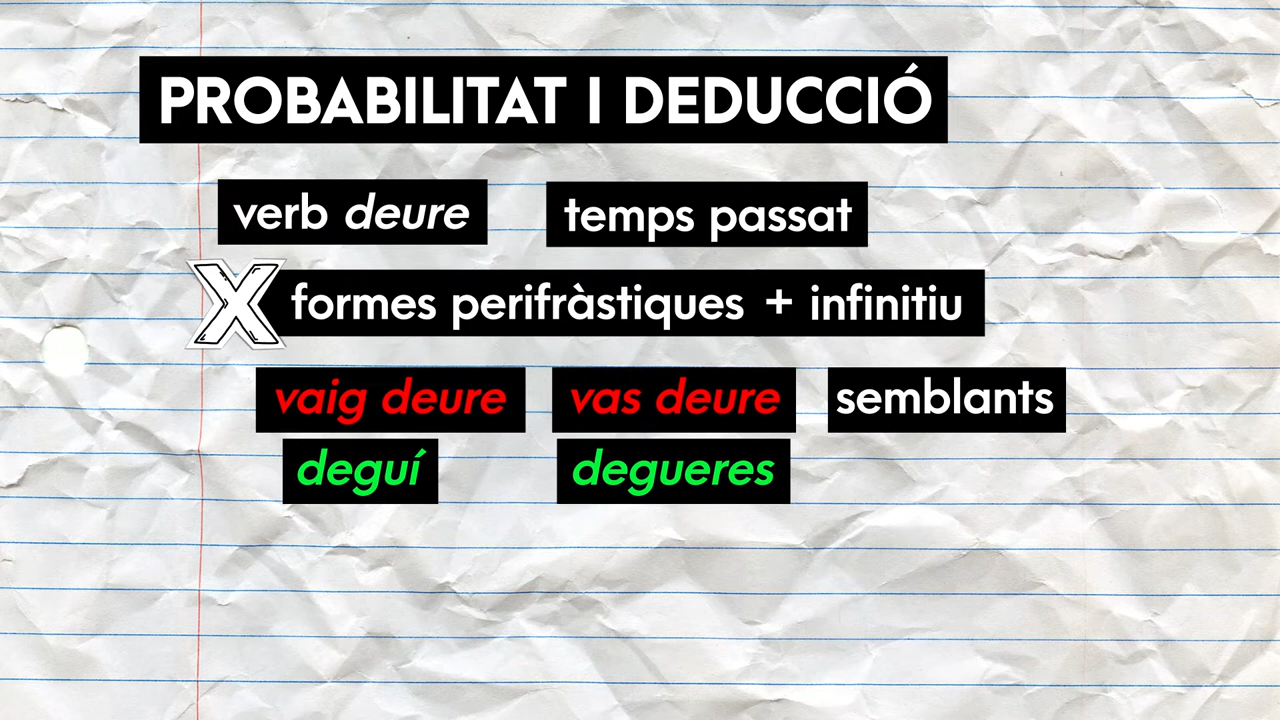 PROBABILITAT I DEDUCCIÓ
verb deure temps passat
X formes perifràstiques + infinitiu
vaig deure vas deure semblants
deguí degueres